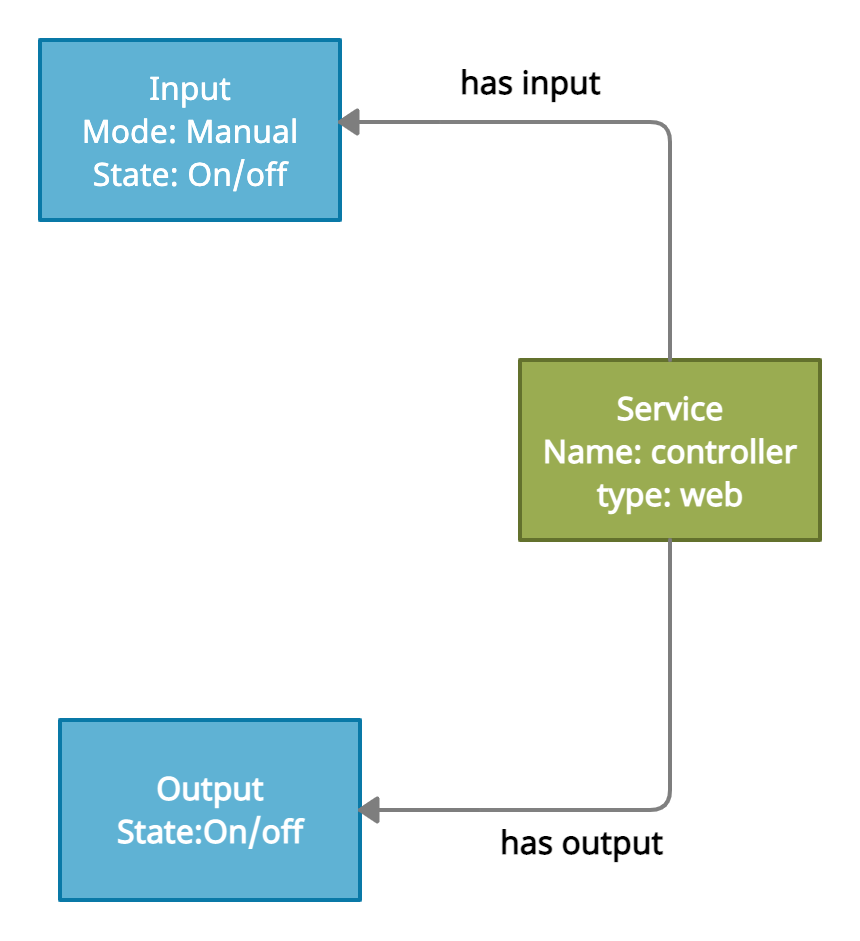 Input
Mode: Manual
State: On/off
has input
Service
Name: controller
type: web
Output
State:On/off
has output